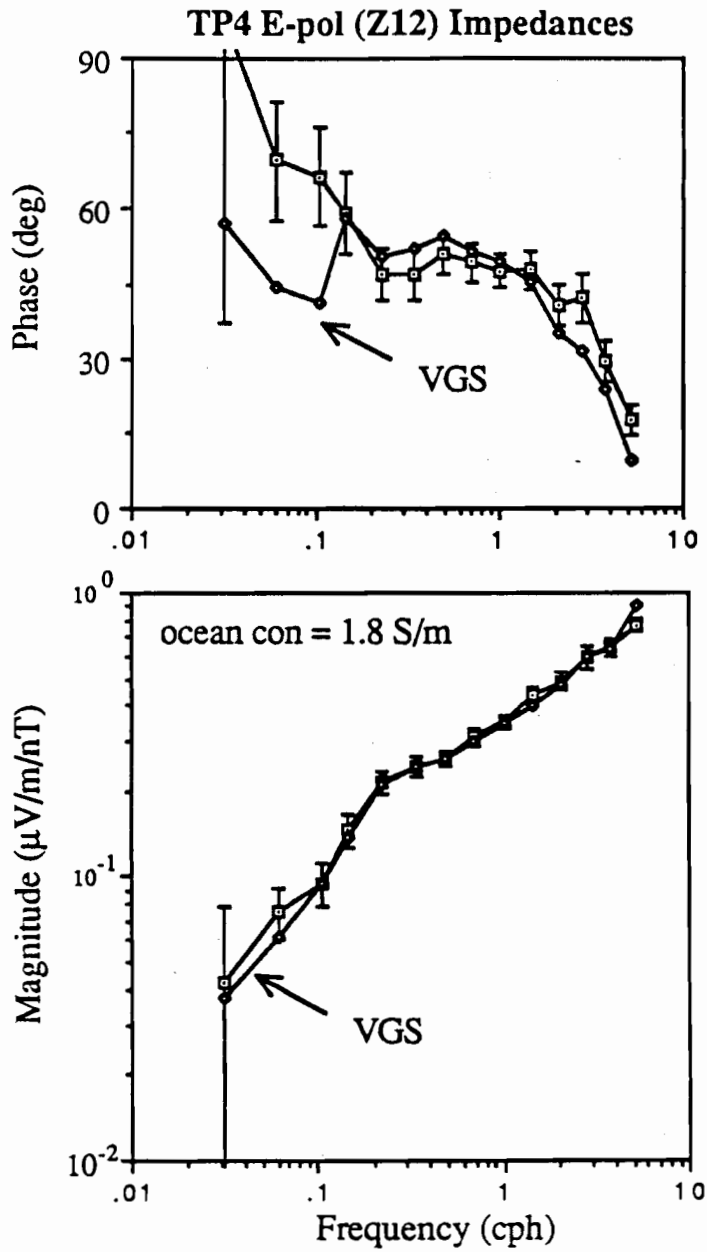 TP4 E-pol (Z12) Impedances
90
60
30
0
Phase (deg)
VGS
.01
.1
1
10
10^0
10^-1
10^-2
Magnitude (μV/m/nT)
ocean con = 1.8 S/m
VGS
.01
.1
1
10
Frequency (cph)